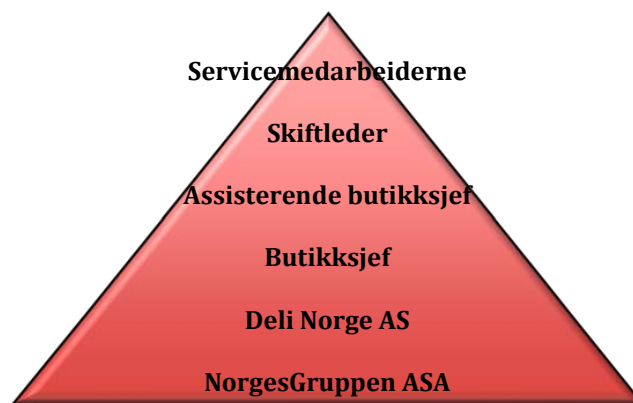 Servicemedarbeiderne
Skiftleder
Assisterende butikksjef
Butikksjef
Deli Norge AS
NorgesGruppen ASA